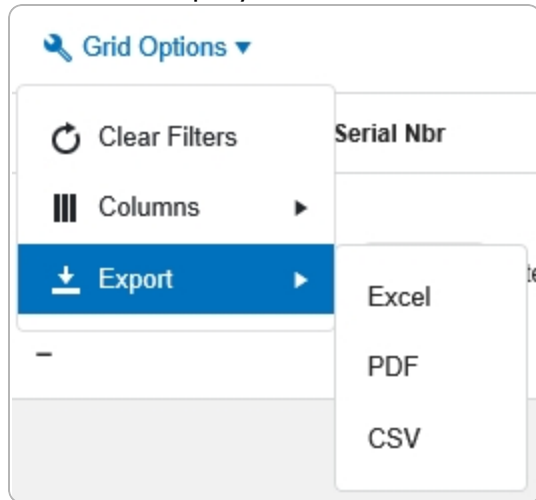 Grid Options
Clear Filters
Serial Nbr
Columns
Export
Excel
PDF
CSV